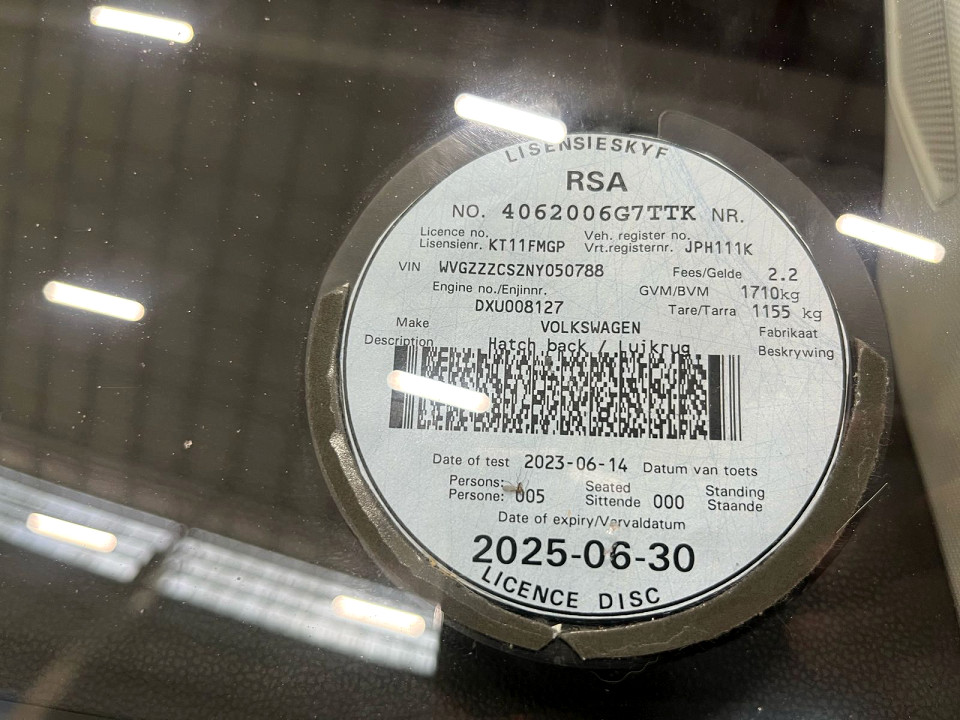 LISENSIESKYF
RSA
NO. 4062006G7TTK NR.
Licence no. Veh. register no.
Lisensienr. KT11FMGP Vrt.registernr. JPH111K
VIN WVGZZZCSZNY050788 Fees/Gelde 2.2
Engine no./Enjinnr. GVM/BVM 1710kg
DXU008127 Tare/Tarra 1155 kg
Make VOLKSWAGEN Fabrikaat
Description Hatch back / Luikrug Beskrywing
Date of test 2023-06-14 Datum van toets
Persons: Seated Standing
Persone: 005 Sittende 000 Staande
Date of expiry/Vervaldatum
2025-06-30
LICENCE DISC